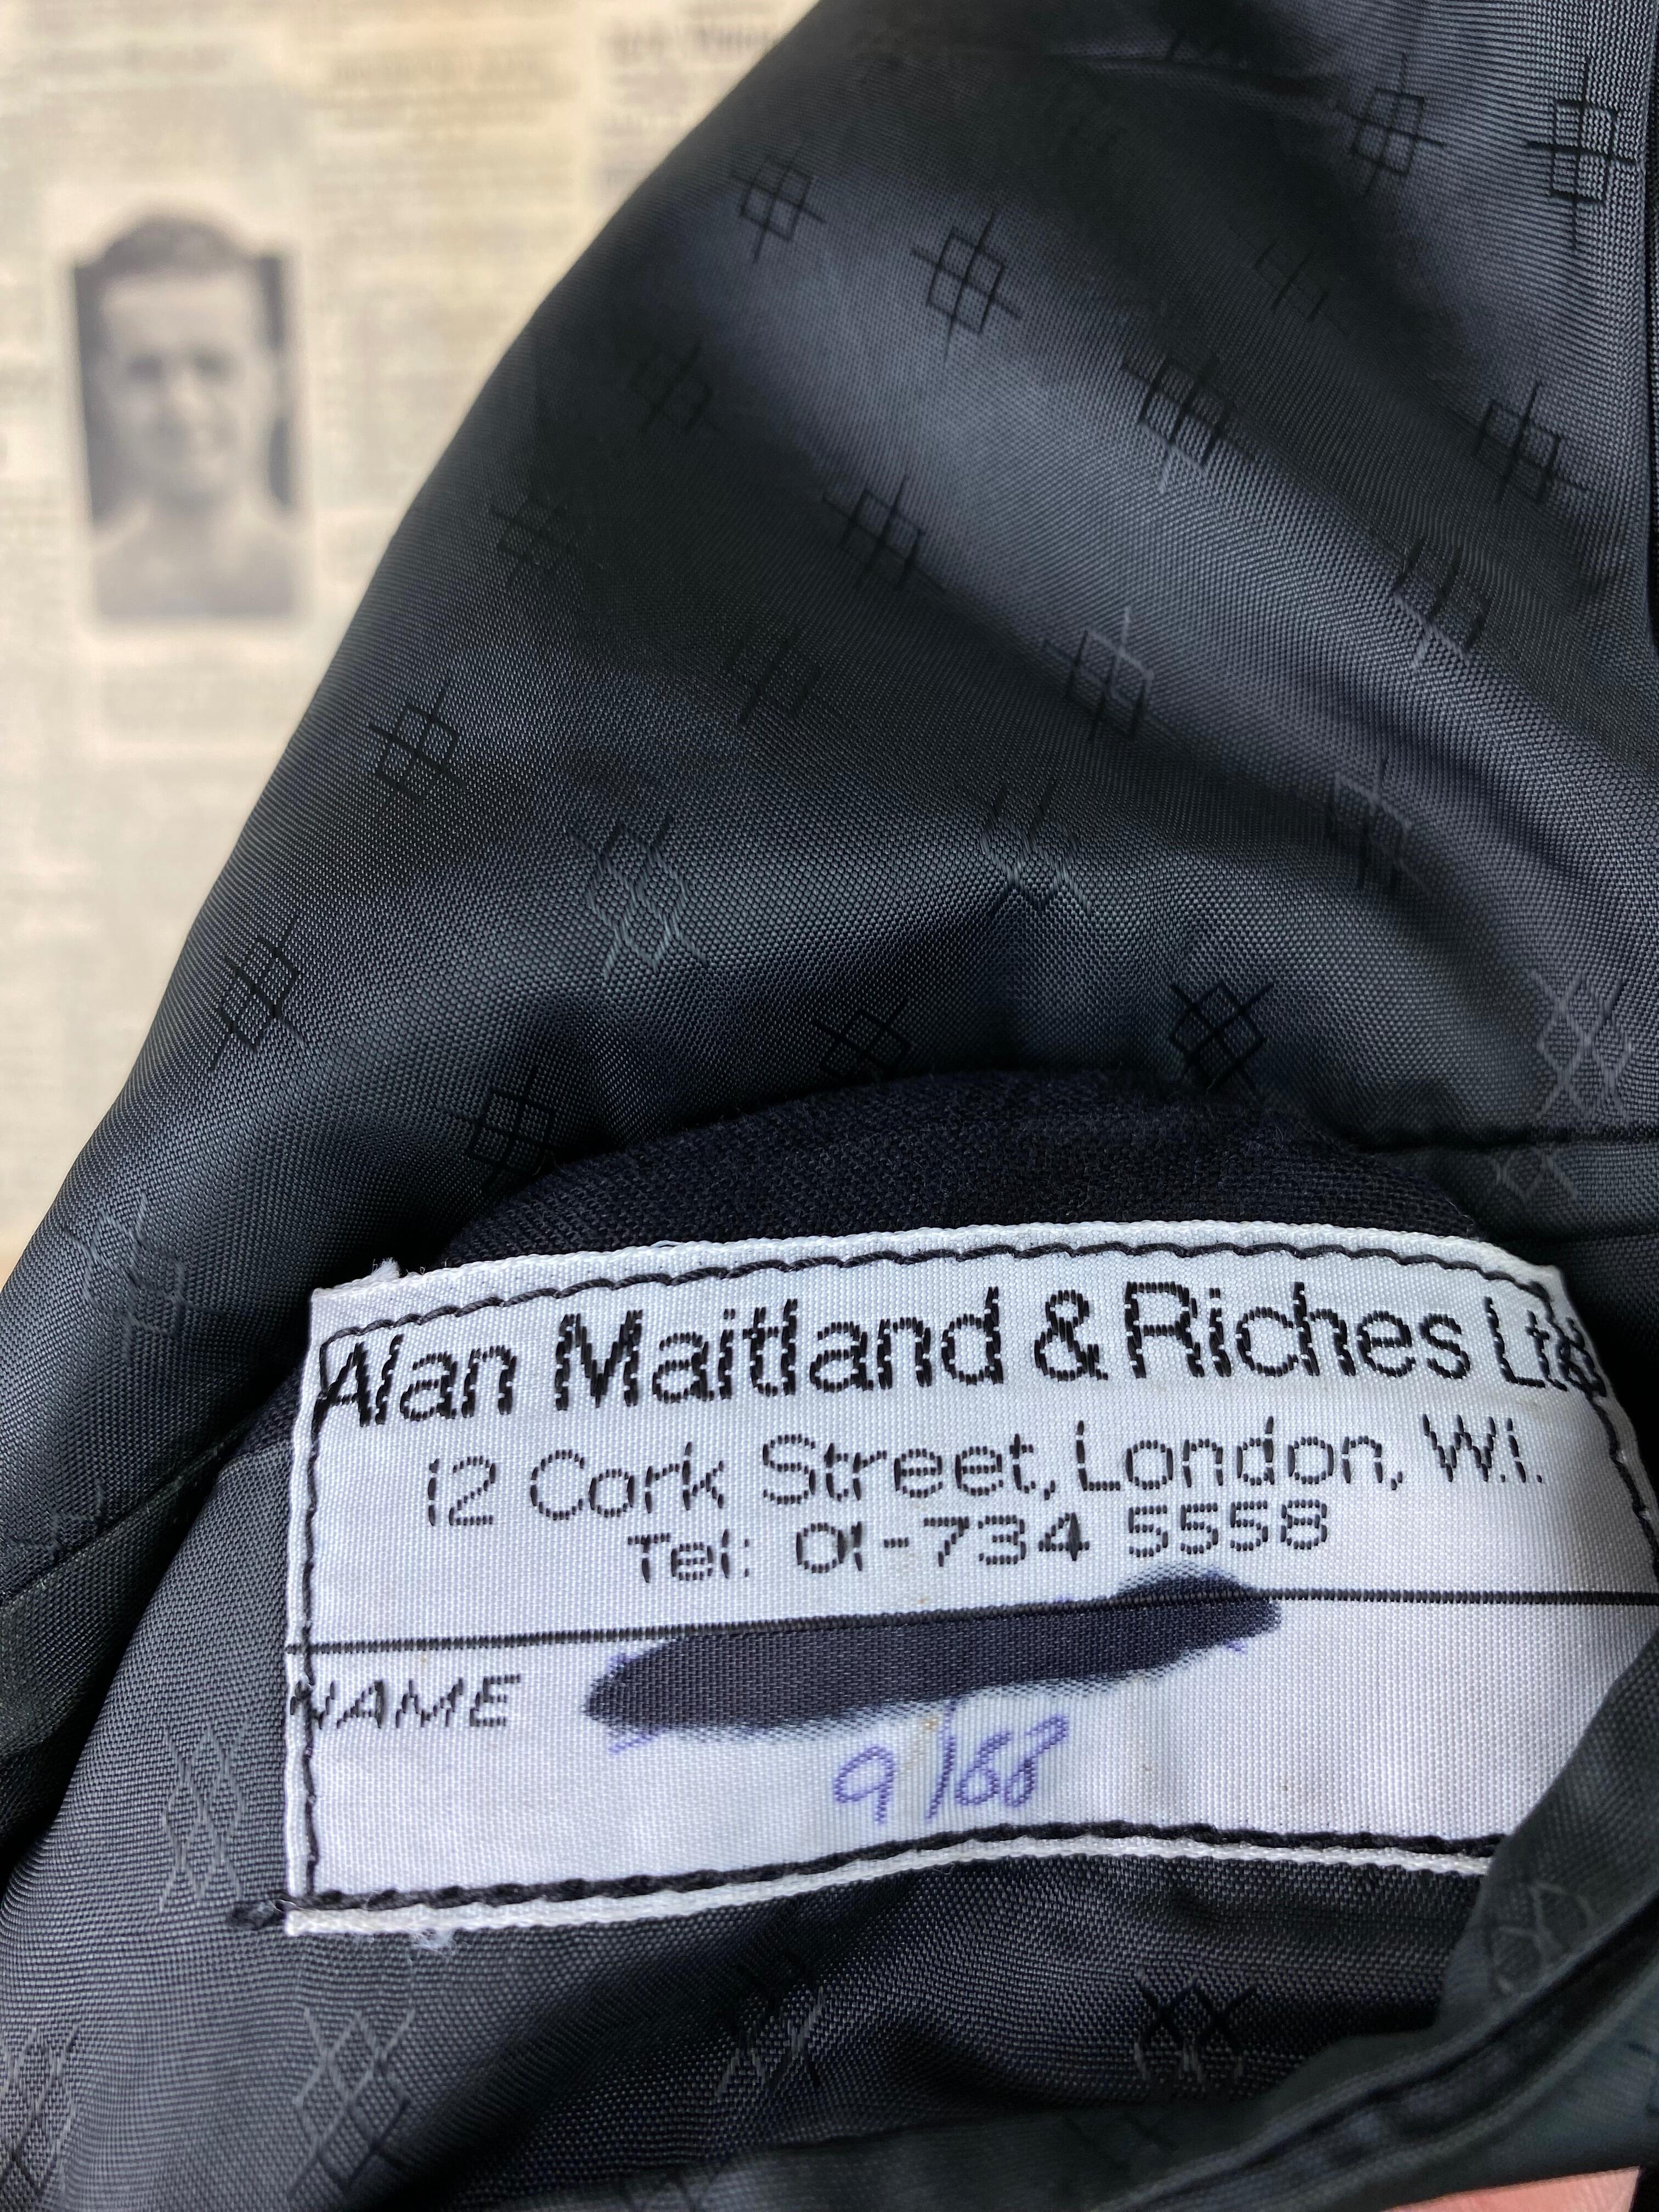 Alan Maitland & Riches Ltd
12 Cork Street, London, W.1.
Tel: 01-734 5558
NAME
9/68